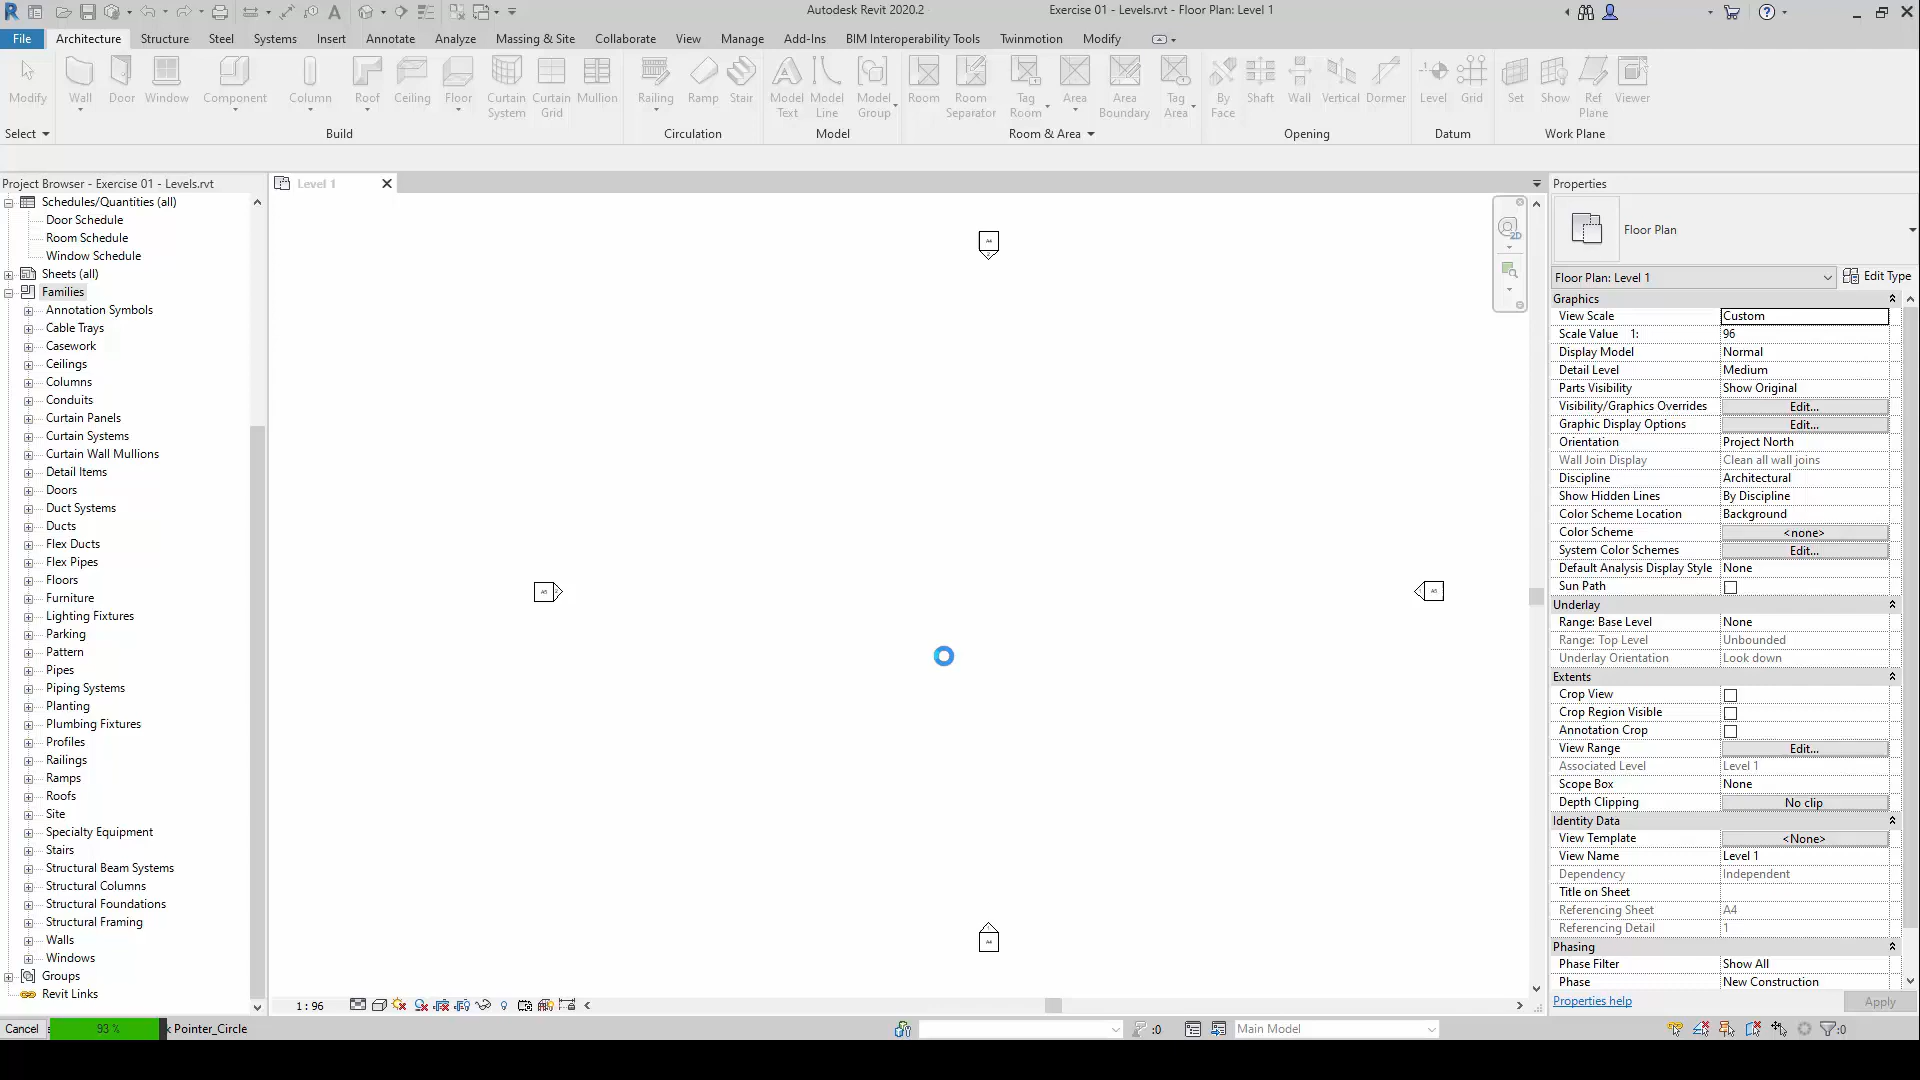 Autodesk Revit 2020.2
Exercise 01 - Levels.rvt - Floor Plan: Level 1
File
Architecture
Structure
Steel
Systems
Insert
Annotate
Analyze
Massing & Site
Collaborate
View
Manage
Add-Ins
BIM Interoperability Tools
Twinmotion
Modify
Modify
Wall
Door
Window
Component
Column
Roof
Ceiling
Floor
Curtain System
Curtain Grid
Mullion
Railing
Ramp
Stair
Model Text
Model Line
Model Group
Room
Room Separator
Tag Room
Area
Area Boundary
Tag Area
By Face
Shaft
Wall
Vertical
Dormer
Level
Grid
Set
Show
Ref Plane
Viewer
Select
Build
Circulation
Model
Room & Area
Opening
Datum
Work Plane
Project Browser - Exercise 01 - Levels.rvt
Schedules/Quantities (all)
Door Schedule
Room Schedule
Window Schedule
Sheets (all)
Families
Annotation Symbols
Cable Trays
Casework
Ceilings
Columns
Conduits
Curtain Panels
Curtain Systems
Curtain Wall Mullions
Detail Items
Doors
Duct Systems
Ducts
Flex Ducts
Flex Pipes
Floors
Furniture
Lighting Fixtures
Parking
Pattern
Pipes
Piping Systems
Planting
Plumbing Fixtures
Profiles
Railings
Ramps
Roofs
Site
Specialty Equipment
Stairs
Structural Beam Systems
Structural Columns
Structural Foundations
Structural Framing
Walls
Windows
Groups
Revit Links
Level 1
2D
1 : 96
Properties
Floor Plan
Floor Plan: Level 1
Edit Type
Graphics
View Scale Custom
Scale Value 1: 96
Display Model Normal
Detail Level Medium
Parts Visibility Show Original
Visibility/Graphics Overrides Edit...
Graphic Display Options Edit...
Orientation Project North
Wall Join Display Clean all wall joins
Discipline Architectural
Show Hidden Lines By Discipline
Color Scheme Location Background
Color Scheme <none>
System Color Schemes Edit...
Default Analysis Display Style None
Sun Path
Underlay
Range: Base Level None
Range: Top Level Unbounded
Underlay Orientation Look down
Extents
Crop View
Crop Region Visible
Annotation Crop
View Range Edit...
Associated Level Level 1
Scope Box None
Depth Clipping No clip
Identity Data
View Template <None>
View Name Level 1
Dependency Independent
Title on Sheet
Referencing Sheet A4
Referencing Detail 1
Phasing
Phase Filter Show All
Phase New Construction
Properties help
Apply
Cancel
93 %
Pointer_Circle
:0
Main Model
:0